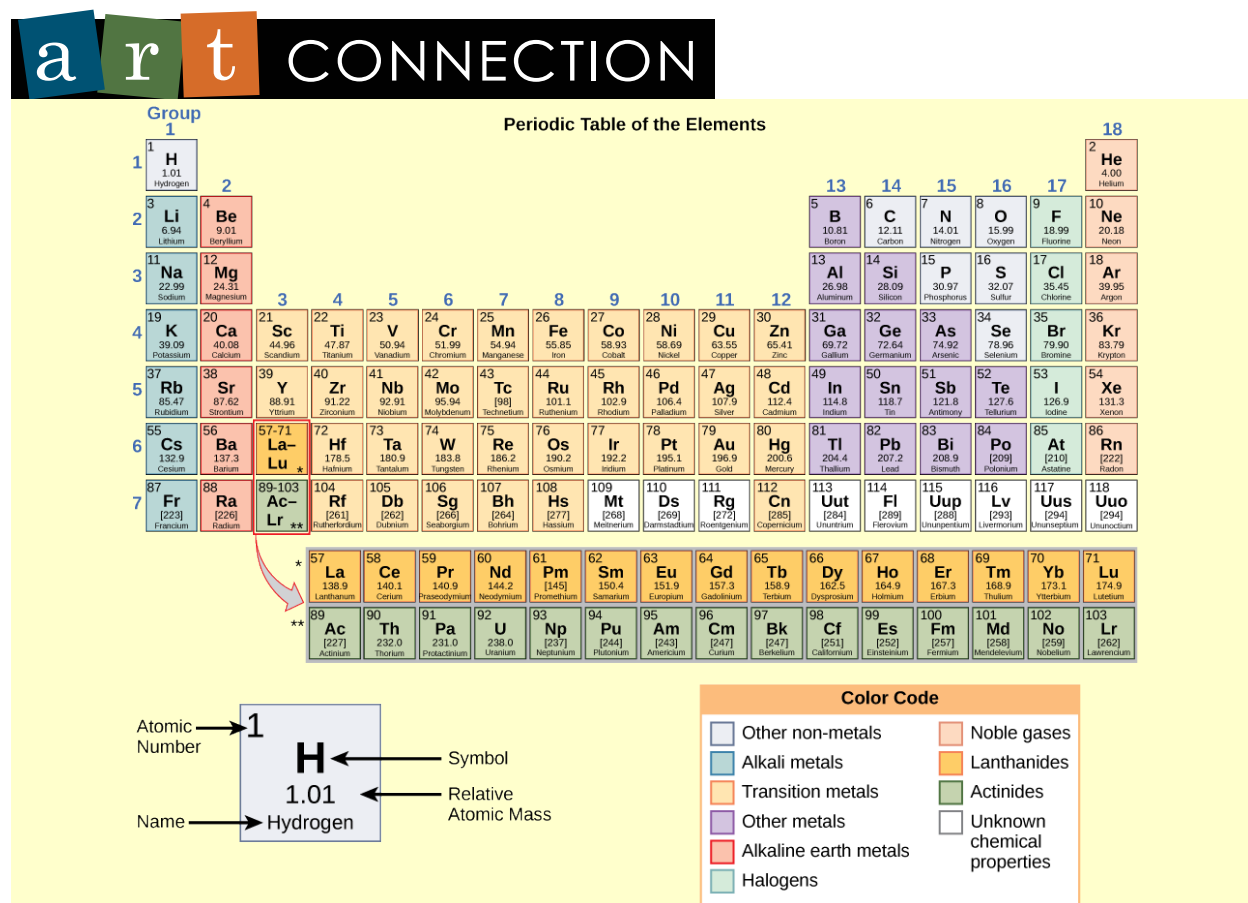 art CONNECTION
Periodic Table of the Elements
Group
1 18
1 H 1.01 Hydrogen
2 He 4.00 Helium
2 13 14 15 16 17
1
2
3 Li 6.94 Lithium
4 Be 9.01 Beryllium
5 B 10.81 Boron
6 C 12.11 Carbon
7 N 14.01 Nitrogen
8 O 15.99 Oxygen
9 F 18.99 Fluorine
10 Ne 20.18 Neon
3
11 Na 22.99 Sodium
12 Mg 24.31 Magnesium
13 Al 26.98 Aluminum
14 Si 28.09 Silicon
15 P 30.97 Phosphorus
16 S 32.07 Sulfur
17 Cl 35.45 Chlorine
18 Ar 39.95 Argon
3 4 5 6 7 8 9 10 11 12
4
19 K 39.09 Potassium
20 Ca 40.08 Calcium
21 Sc 44.96 Scandium
22 Ti 47.87 Titanium
23 V 50.94 Vanadium
24 Cr 51.99 Chromium
25 Mn 54.94 Manganese
26 Fe 55.85 Iron
27 Co 58.93 Cobalt
28 Ni 58.69 Nickel
29 Cu 63.55 Copper
30 Zn 65.41 Zinc
31 Ga 69.72 Gallium
32 Ge 72.64 Germanium
33 As 74.92 Arsenic
34 Se 78.96 Selenium
35 Br 79.90 Bromine
36 Kr 83.79 Krypton
5
37 Rb 85.47 Rubidium
38 Sr 87.62 Strontium
39 Y 88.91 Yttrium
40 Zr 91.22 Zirconium
41 Nb 92.91 Niobium
42 Mo 95.94 Molybdenum
43 Tc [98] Technetium
44 Ru 101.1 Ruthenium
45 Rh 102.9 Rhodium
46 Pd 106.4 Palladium
47 Ag 107.9 Silver
48 Cd 112.4 Cadmium
49 In 114.8 Indium
50 Sn 118.7 Tin
51 Sb 121.8 Antimony
52 Te 127.6 Tellurium
53 I 126.9 Iodine
54 Xe 131.3 Xenon
6
55 Cs 132.9 Cesium
56 Ba 137.3 Barium
57-71 La–Lu *
72 Hf 178.5 Hafnium
73 Ta 180.9 Tantalum
74 W 183.8 Tungsten
75 Re 186.2 Rhenium
76 Os 190.2 Osmium
77 Ir 192.2 Iridium
78 Pt 195.1 Platinum
79 Au 196.9 Gold
80 Hg 200.6 Mercury
81 Tl 204.4 Thallium
82 Pb 207.2 Lead
83 Bi 208.9 Bismuth
84 Po [209] Polonium
85 At [210] Astatine
86 Rn [222] Radon
7
87 Fr [223] Francium
88 Ra [226] Radium
89-103 Ac–Lr **
104 Rf [261] Rutherfordium
105 Db [262] Dubnium
106 Sg [266] Seaborgium
107 Bh [264] Bohrium
108 Hs [277] Hassium
109 Mt [268] Meitnerium
110 Ds [269] Darmstadtium
111 Rg [272] Roentgenium
112 Cn [285] Copernicium
113 Uut [284] Ununtrium
114 Fl [289] Flerovium
115 Uup [288] Ununpentium
116 Lv [293] Livermorium
117 Uus [294] Ununseptium
118 Uuo [294] Ununoctium
*
57 La 138.9 Lanthanum
58 Ce 140.1 Cerium
59 Pr 140.9 Praseodymium
60 Nd 144.2 Neodymium
61 Pm [145] Promethium
62 Sm 150.4 Samarium
63 Eu 151.9 Europium
64 Gd 157.3 Gadolinium
65 Tb 158.9 Terbium
66 Dy 162.5 Dysprosium
67 Ho 164.9 Holmium
68 Er 167.3 Erbium
69 Tm 168.9 Thulium
70 Yb 173.1 Ytterbium
71 Lu 174.9 Lutetium
**
89 Ac [227] Actinium
90 Th 232.0 Thorium
91 Pa 231.0 Protactinium
92 U 238.0 Uranium
93 Np [237] Neptunium
94 Pu [244] Plutonium
95 Am [243] Americium
96 Cm [247] Curium
97 Bk [247] Berkelium
98 Cf [251] Californium
99 Es [252] Einsteinium
100 Fm [257] Fermium
101 Md [258] Mendelevium
102 No [259] Nobelium
103 Lr [262] Lawrencium
Atomic
Number
1
H
Symbol
1.01
Relative
Atomic Mass
Name
Hydrogen
Color Code
Other non-metals
Alkali metals
Transition metals
Other metals
Alkaline earth metals
Halogens
Noble gases
Lanthanides
Actinides
Unknown
chemical
properties